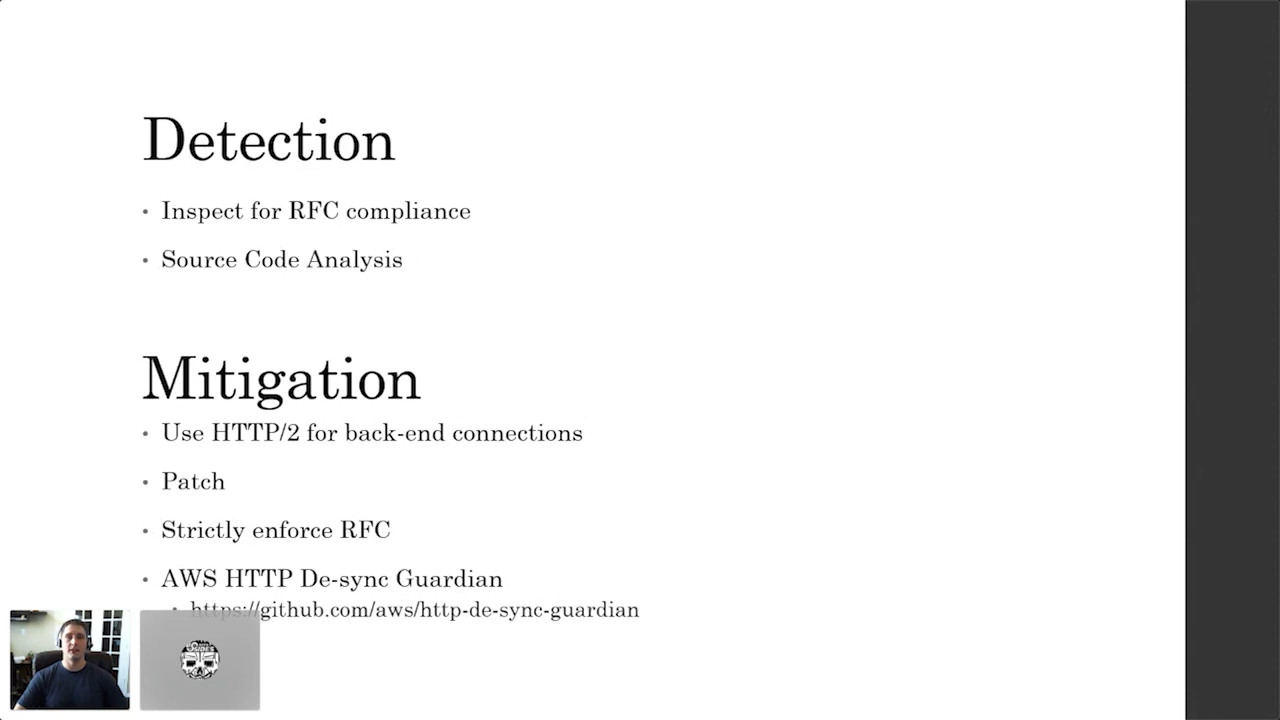 Detection
• Inspect for RFC compliance
• Source Code Analysis
Mitigation
• Use HTTP/2 for back-end connections
• Patch
• Strictly enforce RFC
• AWS HTTP De-sync Guardian
• https://github.com/aws/http-de-sync-guardian
SIDES